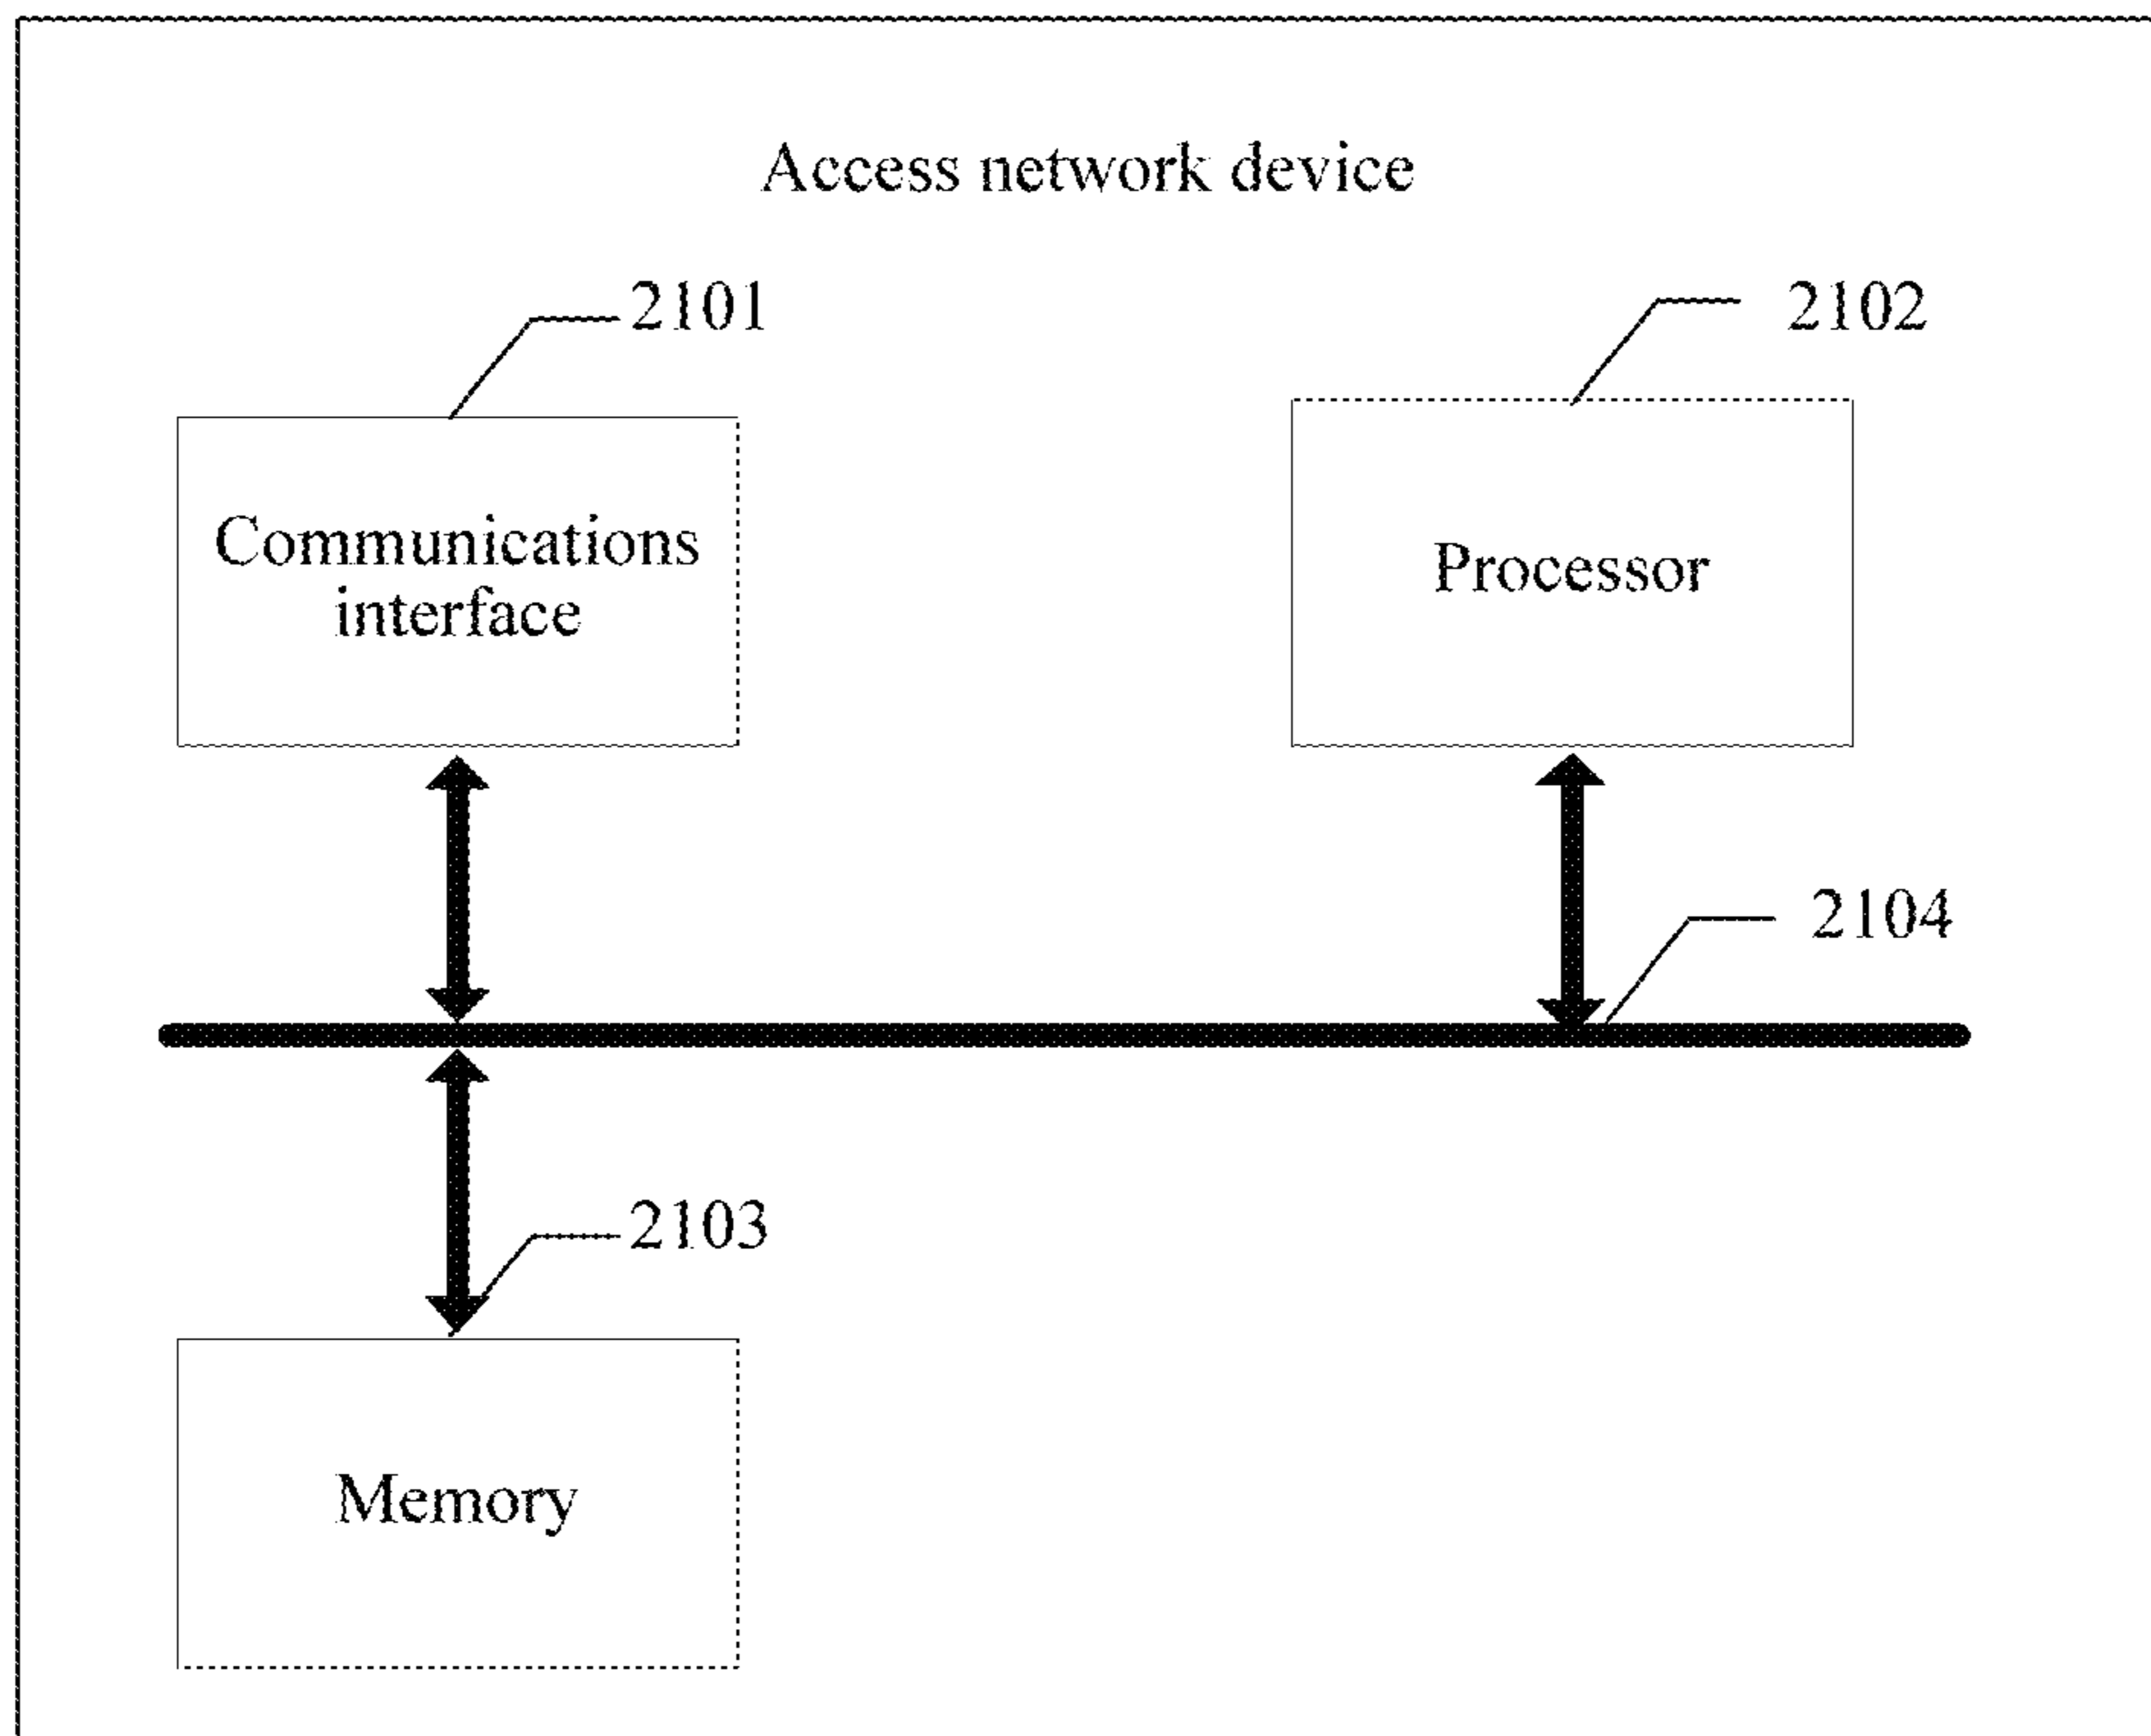 Access network device
2101
2102
Communications
interface
Processor
2104
2103
Memory